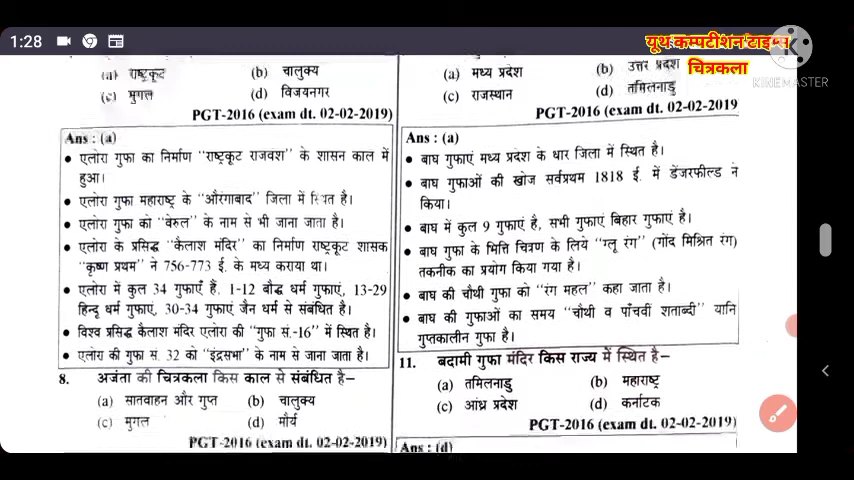 1:28
यूथ कम्पटीशन टाइम्स
चित्रकला
KINEMASTER
(a) राष्ट्रकूट (b) चालुक्य
(c) मुगल (d) विजयनगर
PGT-2016 (exam dt. 02-02-2019)
Ans : (a)
● एलोरा गुफा का निर्माण "राष्ट्रकूट राजवंश" के शासन काल में
हुआ।
● एलोरा गुफा महाराष्ट्र के "औरंगाबाद" जिला में स्थित है।
● एलोरा गुफा को "वेरुल" के नाम से भी जाना जाता है।
● एलोरा के प्रसिद्ध "कैलाश मंदिर" का निर्माण राष्ट्रकूट शासक
"कृष्ण प्रथम" ने 756-773 ई. के मध्य कराया था।
● एलोरा में कुल 34 गुफाएँ हैं, 1-12 बौद्ध धर्म गुफाएं, 13-29
हिन्दू धर्म गुफाएं, 30-34 गुफाएं जैन धर्म से संबंधित है।
● विश्व प्रसिद्ध कैलाश मंदिर एलोरा की "गुफा सं.-16" में स्थित है।
● एलोरा की गुफा सं. 32 को "इंद्रसभा" के नाम से जाना जाता है।
8. अजंता की चित्रकला किस काल से संबंधित है–
(a) सातवाहन और गुप्त (b) चालुक्य
(c) मुगल (d) मौर्य
PGT-2016 (exam dt. 02-02-2019)
(a) मध्य प्रदेश (b) उत्तर प्रदेश
(c) राजस्थान (d) तमिलनाडु
PGT-2016 (exam dt. 02-02-2019)
Ans : (a)
● बाघ गुफाएं मध्य प्रदेश के धार जिला में स्थित है।
● बाघ गुफाओं की खोज सर्वप्रथम 1818 ई. में डेंजरफील्ड ने
किया।
● बाघ में कुल 9 गुफाएं है, सभी गुफाएं बिहार गुफाएं है।
● बाघ गुफा के भित्ति चित्रण के लिये "ग्लू रंग" (गोंद मिश्रित रंग)
तकनीक का प्रयोग किया गया है।
● बाघ की चौथी गुफा को "रंग महल" कहा जाता है।
● बाघ की गुफाओं का समय "चौथी व पाचवीं शताब्दी" यानि
गुप्तकालीन गुफा है।
11. बदामी गुफा मंदिर किस राज्य में स्थित है–
(a) तमिलनाडु (b) महाराष्ट्र
(c) आंध्र प्रदेश (d) कर्नाटक
PGT-2016 (exam dt. 02-02-2019)
Ans : (d)